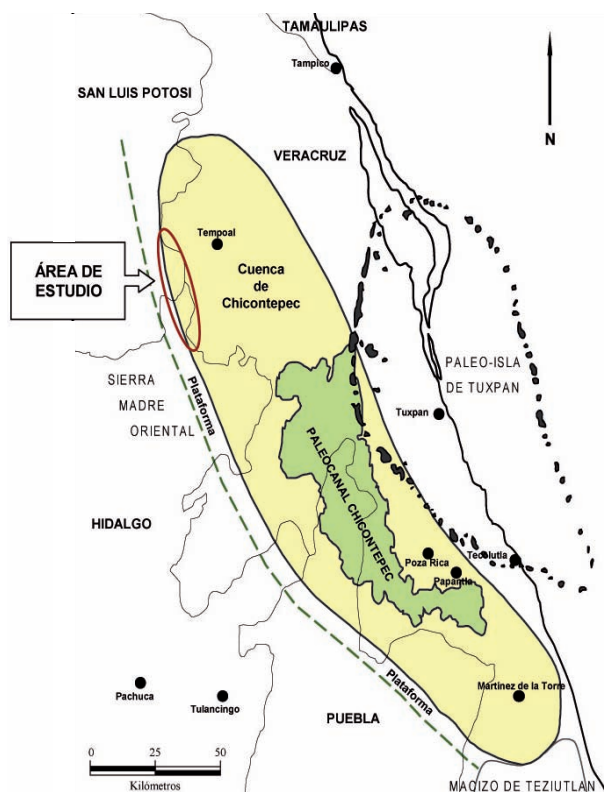 TAMAULIPAS
Tampico
SAN LUIS POTOSI
VERACRUZ
N
Tempoal
ÁREA DE
ESTUDIO
Cuenca
de
Chicontepec
PALEO-ISLA
DE TUXPAN
SIERRA
MADRE
ORIENTAL
Plataforma
Tuxpan
PALEOCANAL CHICONTEPEC
HIDALGO
Poza Rica
Tecolutla
Papantla
Pachuca
Tulancingo
Plataforma
Martinez de la Torre
PUEBLA
0 25 50
Kilómetros
MACIZO DE TEZIUTLAN